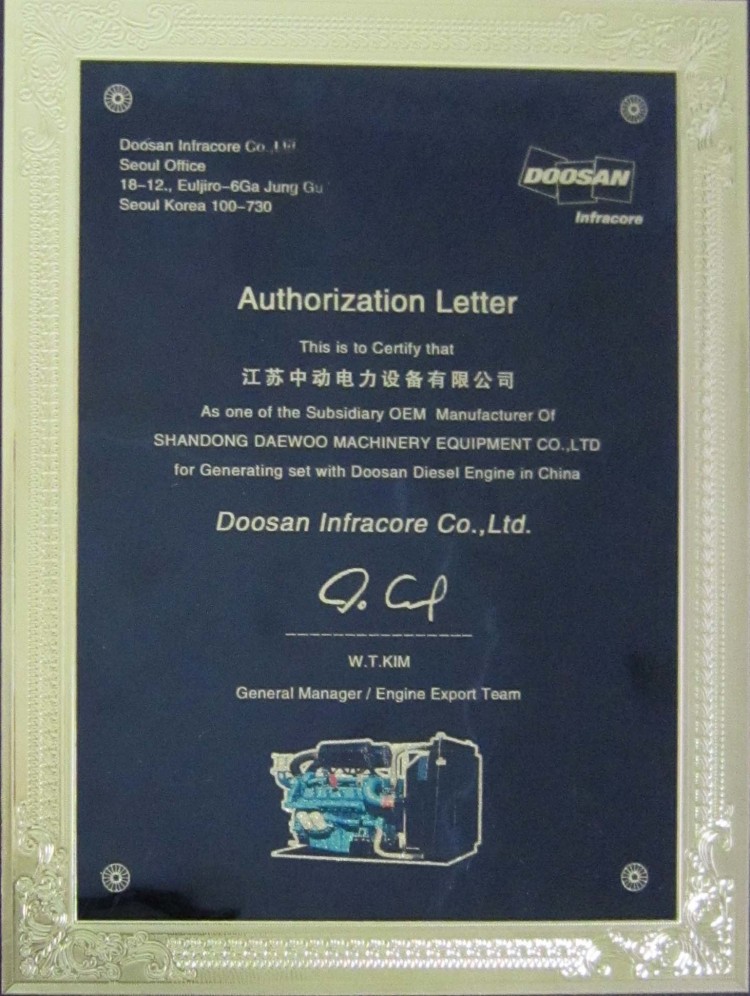 Doosan Infracore Co.,Ltd
Seoul Office
18-12., Euljiro-6Ga Jung Gu
Seoul Korea 100-730
DOOSAN
Infracore
Authorization Letter
This is to Certify that
江苏中动电力设备有限公司
As one of the Subsidiary OEM Manufacturer Of
SHANDONG DAEWOO MACHINERY EQUIPMENT CO.,LTD
for Generating set with Doosan Diesel Engine in China
Doosan Infracore Co.,Ltd.
W.T.KIM
General Manager / Engine Export Team